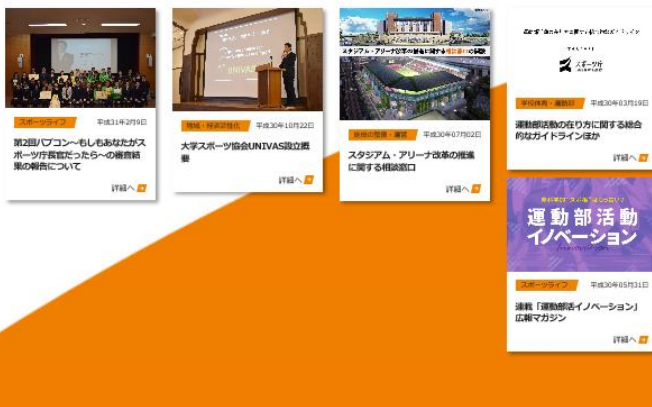 スポーツライフ
平成31年2月9日
第2回パブコン～もしもあなたがス
ポーツ庁長官だったら～の審査結
果の報告について
詳細へ
UNIVAS
地域・経済活性化
平成30年10月22日
大学スポーツ協会UNIVAS設立概
要
詳細へ
スタジアム・アリーナ改革の推進に関する相談窓口の開設
施設の整備・運営
平成30年07月02日
スタジアム・アリーナ改革の推進
に関する相談窓口
詳細へ
スポーツ庁
学校体育・運動部
平成30年03月19日
運動部活動の在り方に関する総合
的なガイドラインほか
詳細へ
運動部活動
イノベーション
スポーツライフ
平成30年05月31日
連載「運動部活イノベーション」
広報マガジン
詳細へ